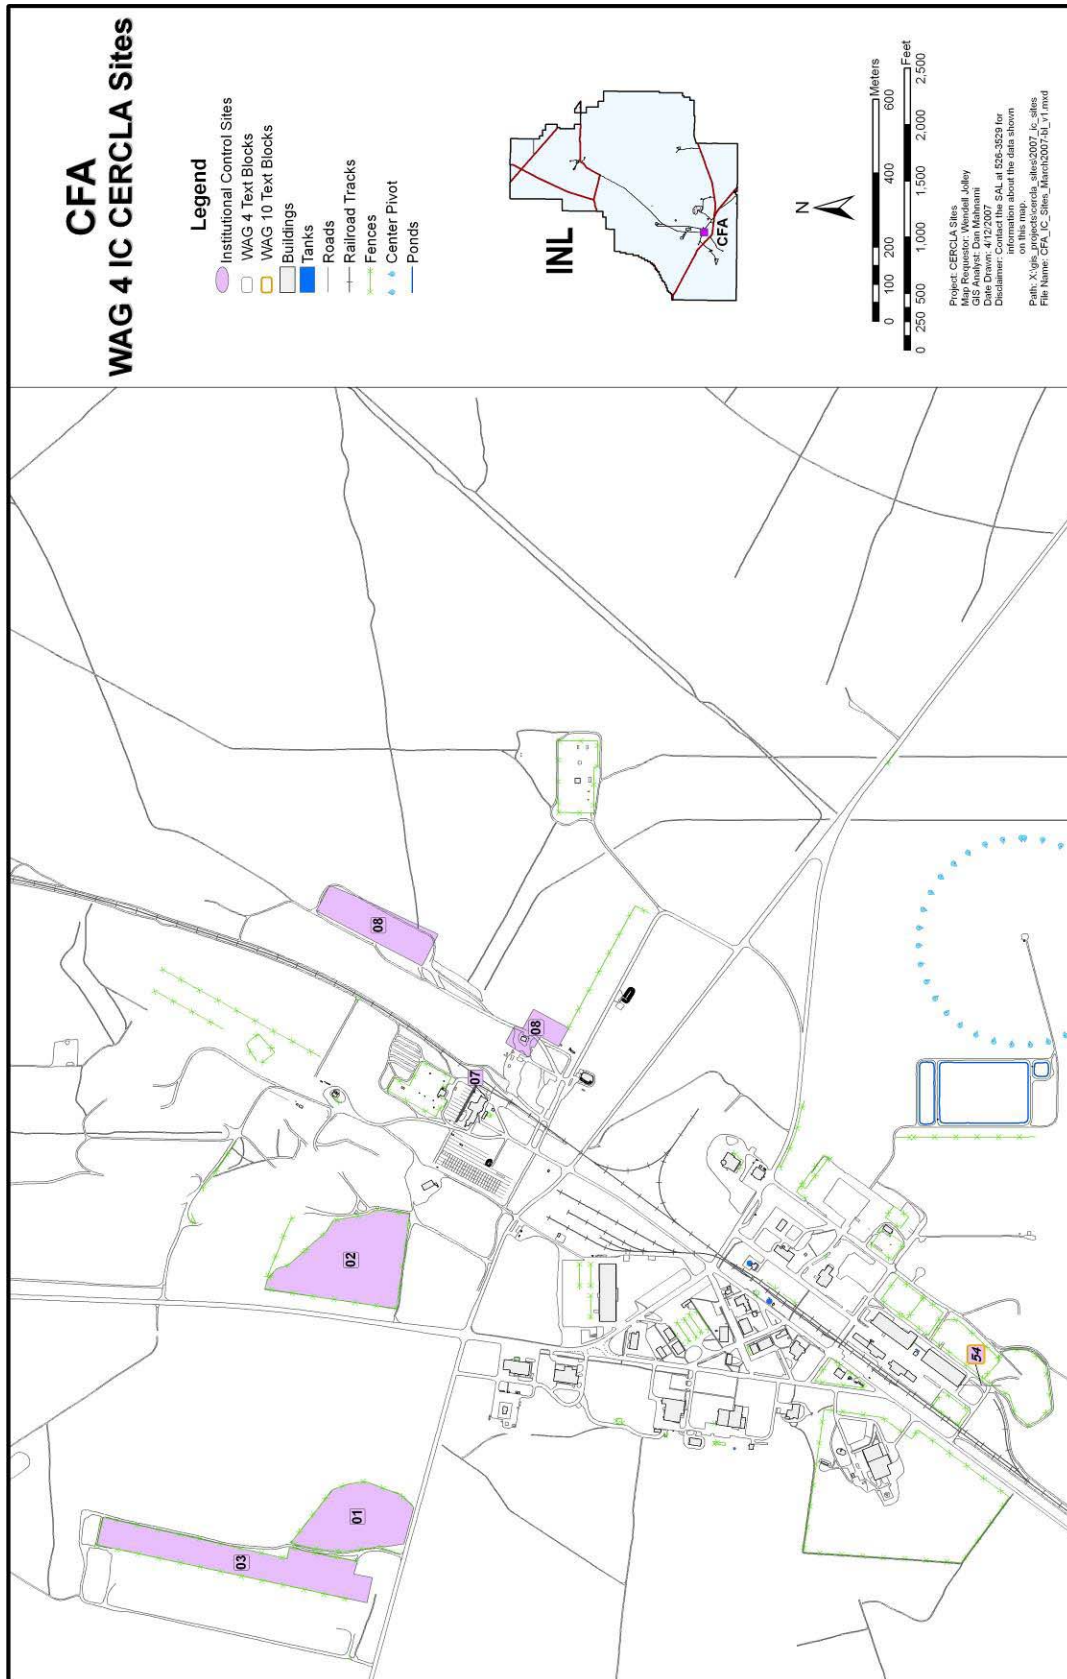 CFA
WAG 4 IC CERCLA Sites
Legend
Institutional Control Sites
WAG 4 Text Blocks
WAG 10 Text Blocks
Buildings
Tanks
Roads
Railroad Tracks
Fences
Center Pivot
Ponds
INL
CFA
N
0 100 200 400 600
Meters
0 250 500 1,000 1,500 2,000 2,500
Feet
Project: CERCLA Sites
Map Requestor: Wendell Jolley
GIS Analyst: Dan Mahnami
Date Drawn: 4/12/2007
Disclaimer: Contact the SAL at 526-3529 for
information about the data shown
on this map.
Path: X:\gis_projects\cercla_sites\2007_ic_sites
File Name: CFA_IC_Sites_March2007-bl_v1.mxd
03
01
02
07
08
08
54